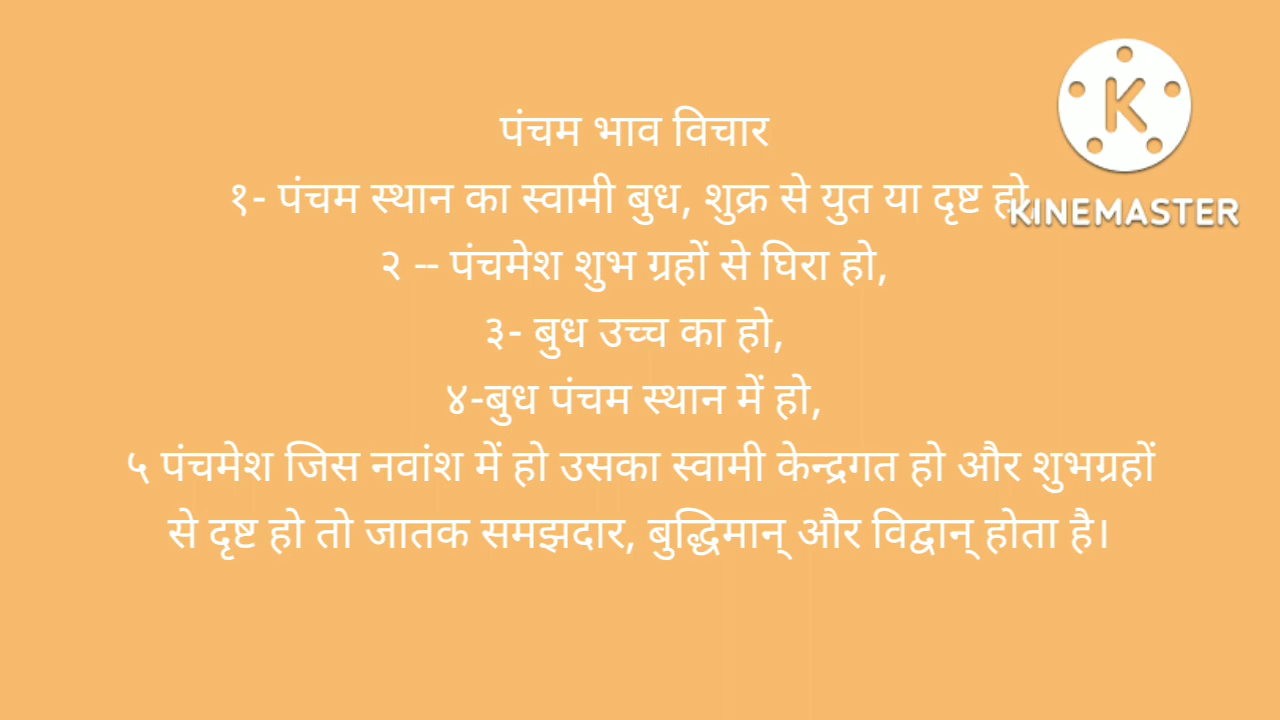 पंचम भाव विचार
१- पंचम स्थान का स्वामी बुध, शुक्र से युत या दृष्ट हो,
२ -- पंचमेश शुभ ग्रहों से घिरा हो,
३- बुध उच्च का हो,
४-बुध पंचम स्थान में हो,
५ पंचमेश जिस नवांश में हो उसका स्वामी केन्द्रगत हो और शुभग्रहों
से दृष्ट हो तो जातक समझदार, बुद्धिमान् और विद्वान् होता है।
K
KINEMASTER